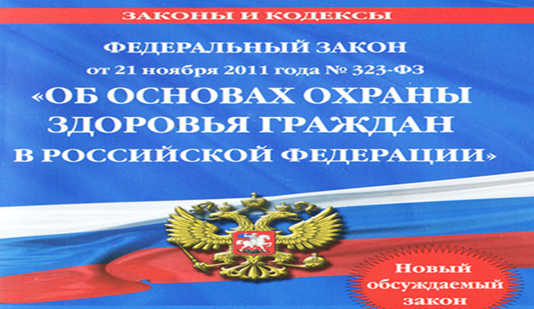 ЗАКОНЫ И КОДЕКСЫ
ФЕДЕРАЛЬНЫЙ ЗАКОН
от 21 ноября 2011 года № 323-ФЗ
«ОБ ОСНОВАХ ОХРАНЫ
ЗДОРОВЬЯ ГРАЖДАН
В РОССИЙСКОЙ ФЕДЕРАЦИИ»
Новый
обсуждаемый
закон